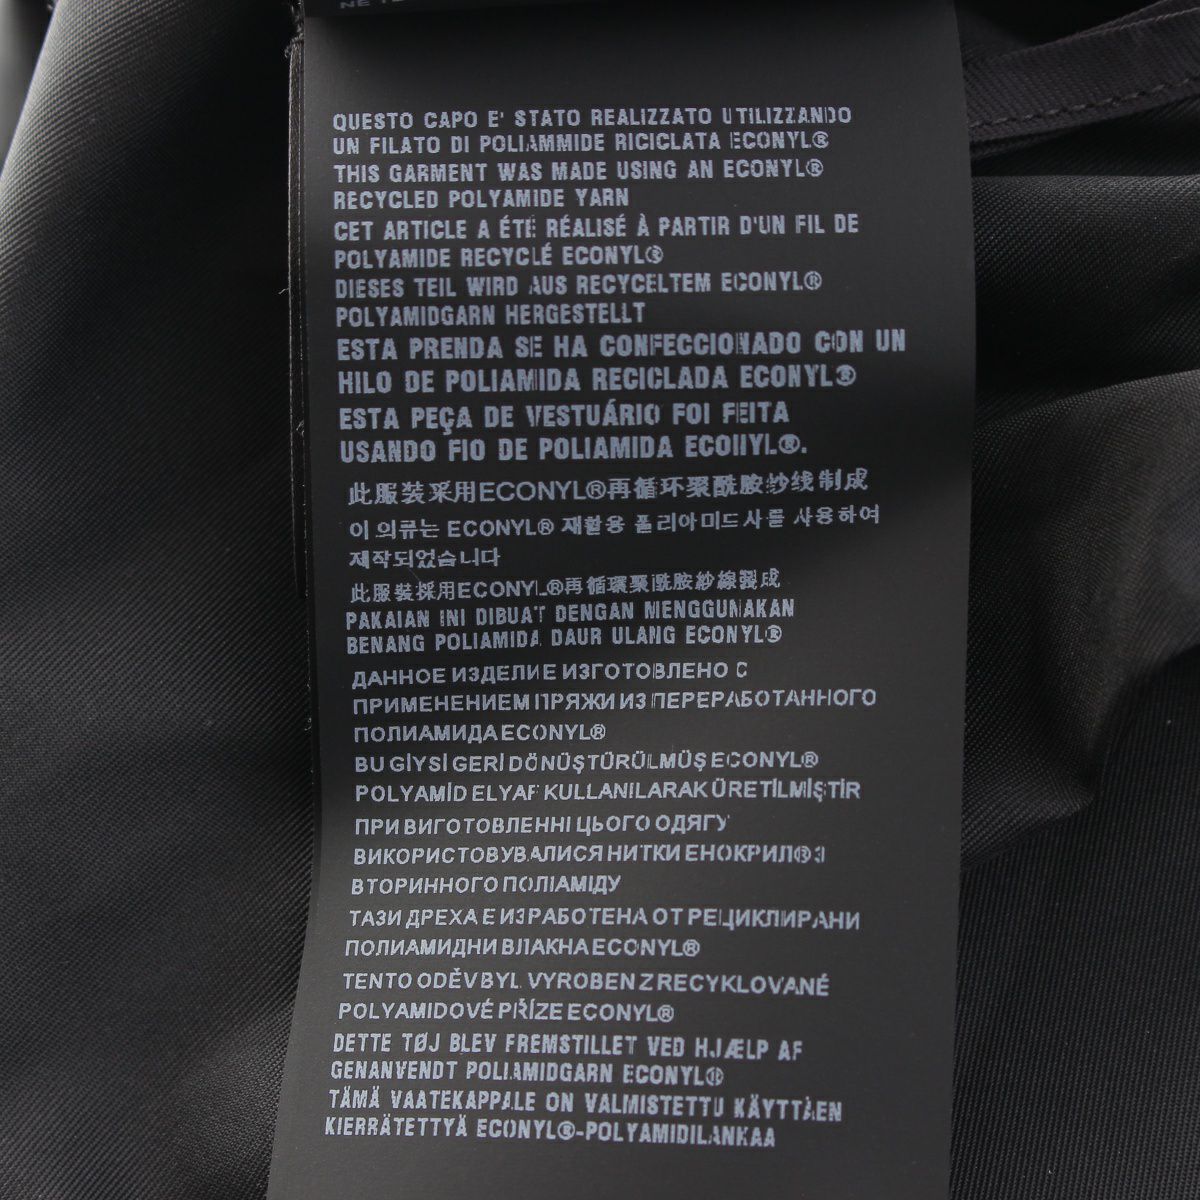 NE
QUESTO CAPO E' STATO REALIZZATO UTILIZZANDO
UN FILATO DI POLIAMMIDE RICICLATA ECONYL®
THIS GARMENT WAS MADE USING AN ECONYL®
RECYCLED POLYAMIDE YARN
CET ARTICLE A ÉTÉ RÉALISÉ À PARTIR D'UN FIL DE
POLYAMIDE RECYCLÉ ECONYL®
DIESES TEIL WIRD AUS RECYCELTEM ECONYL®
POLYAMIDGARN HERGESTELLT
ESTA PRENDA SE HA CONFECCIONADO CON UN
HILO DE POLIAMIDA RECICLADA ECONYL®
ESTA PEÇA DE VESTUÁRIO FOI FEITA
USANDO FIO DE POLIAMIDA ECONYL®.
此服装采用ECONYL®再循环聚酰胺纱线制成
이 의류는 ECONYL® 재활용 폴리아미드사를 사용하여
제작되었습니다
此服裝採用ECONYL®再循環聚酰胺紗線製成
PAKAIAN INI DIBUAT DENGAN MENGGUNAKAN
BENANG POLIAMIDA DAUR ULANG ECONYL®
ДАННОЕ ИЗДЕЛИЕ ИЗГОТОВЛЕНО С
ПРИМЕНЕНИЕМ ПРЯЖИ ИЗ ПЕРЕРАБОТАННОГО
ПОЛИАМИДА ECONYL®
BU GİYSİ GERİ DÖNÜŞTÜRÜLMÜŞ ECONYL®
POLYAMİD ELYAF KULLANILARAK ÜRETİLMİŞTİR
ПРИ ВИГОТОВЛЕННІ ЦЬОГО ОДЯГУ
ВИКОРИСТОВУВАЛИСЯ НИТКИ ЕНОКРИЛ® З
ВТОРИННОГО ПОЛІАМІДУ
ТАЗИ ДРЕХА Е ИЗРАБОТЕНА ОТ РЕЦИКЛИРАНИ
ПОЛИАМИДНИ ВЛАКНА ECONYL®
TENTO ODĚV BYL VYROBEN Z RECYKLOVANÉ
POLYAMIDOVÉ PŘÍZE ECONYL®
DETTE TØJ BLEV FREMSTILLET VED HJÆLP AF
GENANVENDT POLIAMIDGARN ECONYL®
TÄMÄ VAATEKAPPALE ON VALMISTETTU KÄYTTÄEN
KIERRÄTETTYÄ ECONYL®-POLYAMIDILANKAA